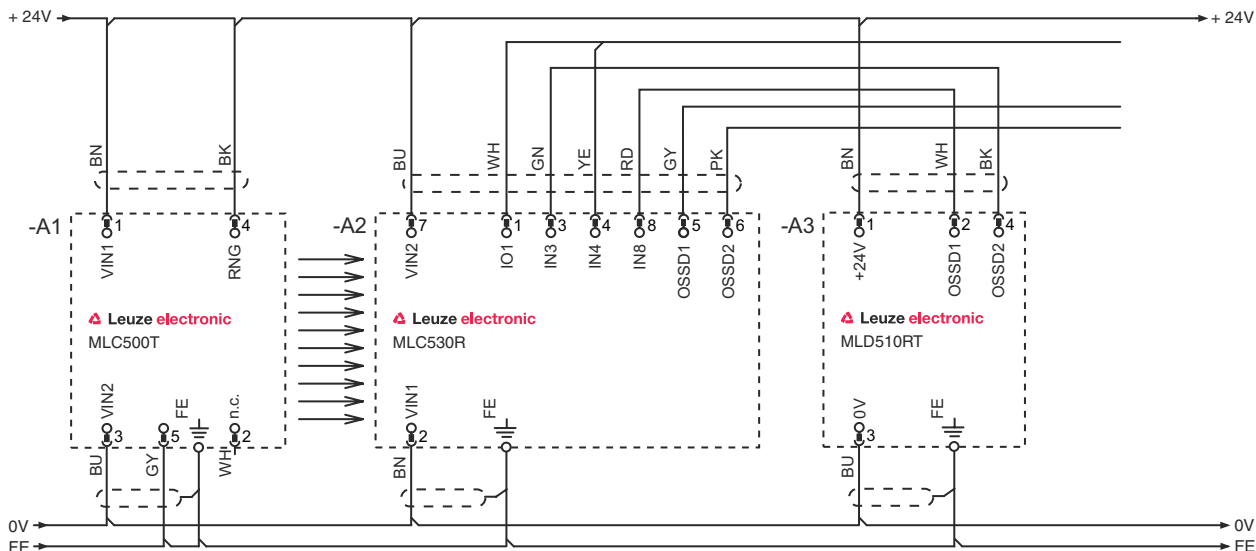 + 24V
+ 24V
BN
BK
BU
WH
GN
YE
RD
GY
PK
BN
WH
BK
-A1
1
4
-A2
7
1
3
4
8
5
6
-A3
1
2
4
VIN1
RNG
VIN2
IO1
IN3
IN4
IN8
OSSD1
OSSD2
+24V
OSSD1
OSSD2
Leuze electronic
MLC500T
Leuze electronic
MLC530R
Leuze electronic
MLD510RT
VIN2
FE
n.c.
VIN1
FE
0V
FE
3
5
2
2
3
BU
GY
WH
BN
BU
0V
0V
FE
FE